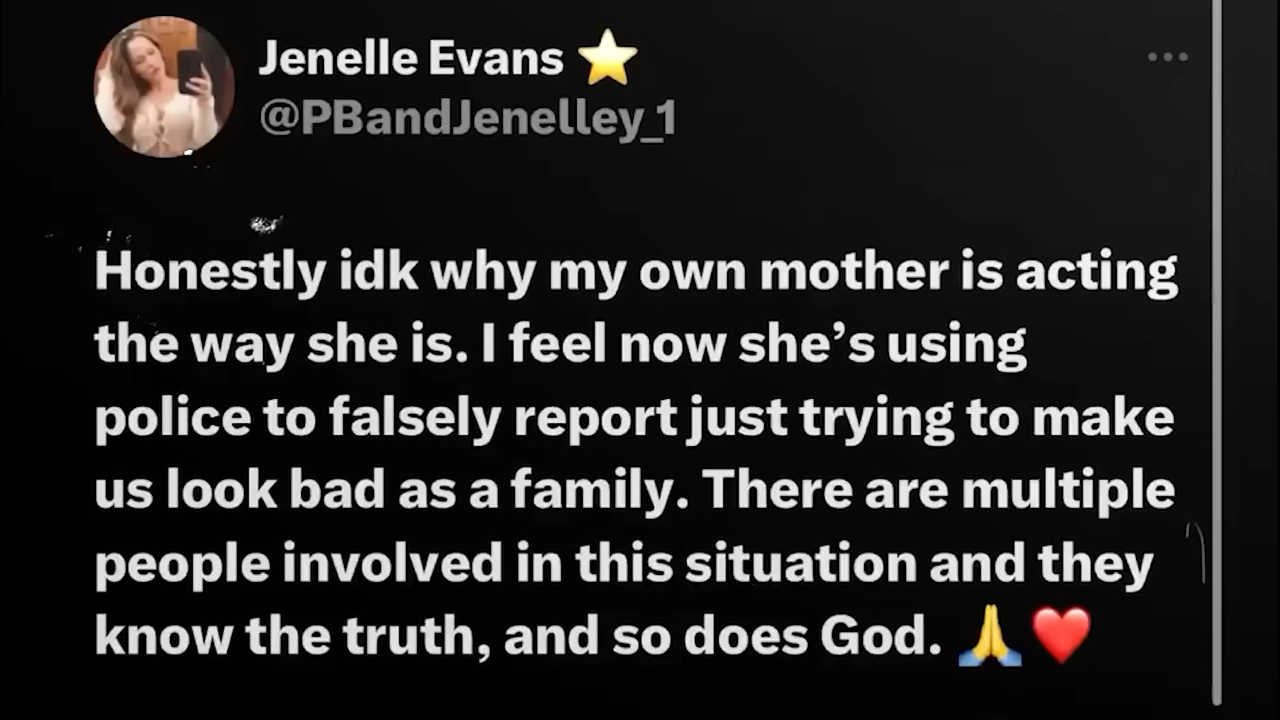 Jenelle Evans ⭐
@PBandJenelley_1
Honestly idk why my own mother is acting
the way she is. I feel now she’s using
police to falsely report just trying to make
us look bad as a family. There are multiple
people involved in this situation and they
know the truth, and so does God. 🙏❤️